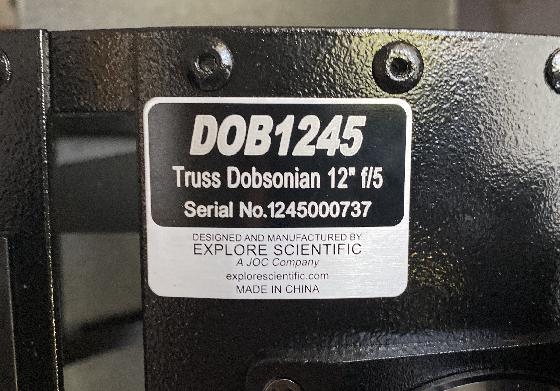 DOB1245
Truss Dobsonian 12" f/5
Serial No.1245000737
DESIGNED AND MANUFACTURED BY:
EXPLORE SCIENTIFIC
A JOC Company
explorescientific.com
MADE IN CHINA